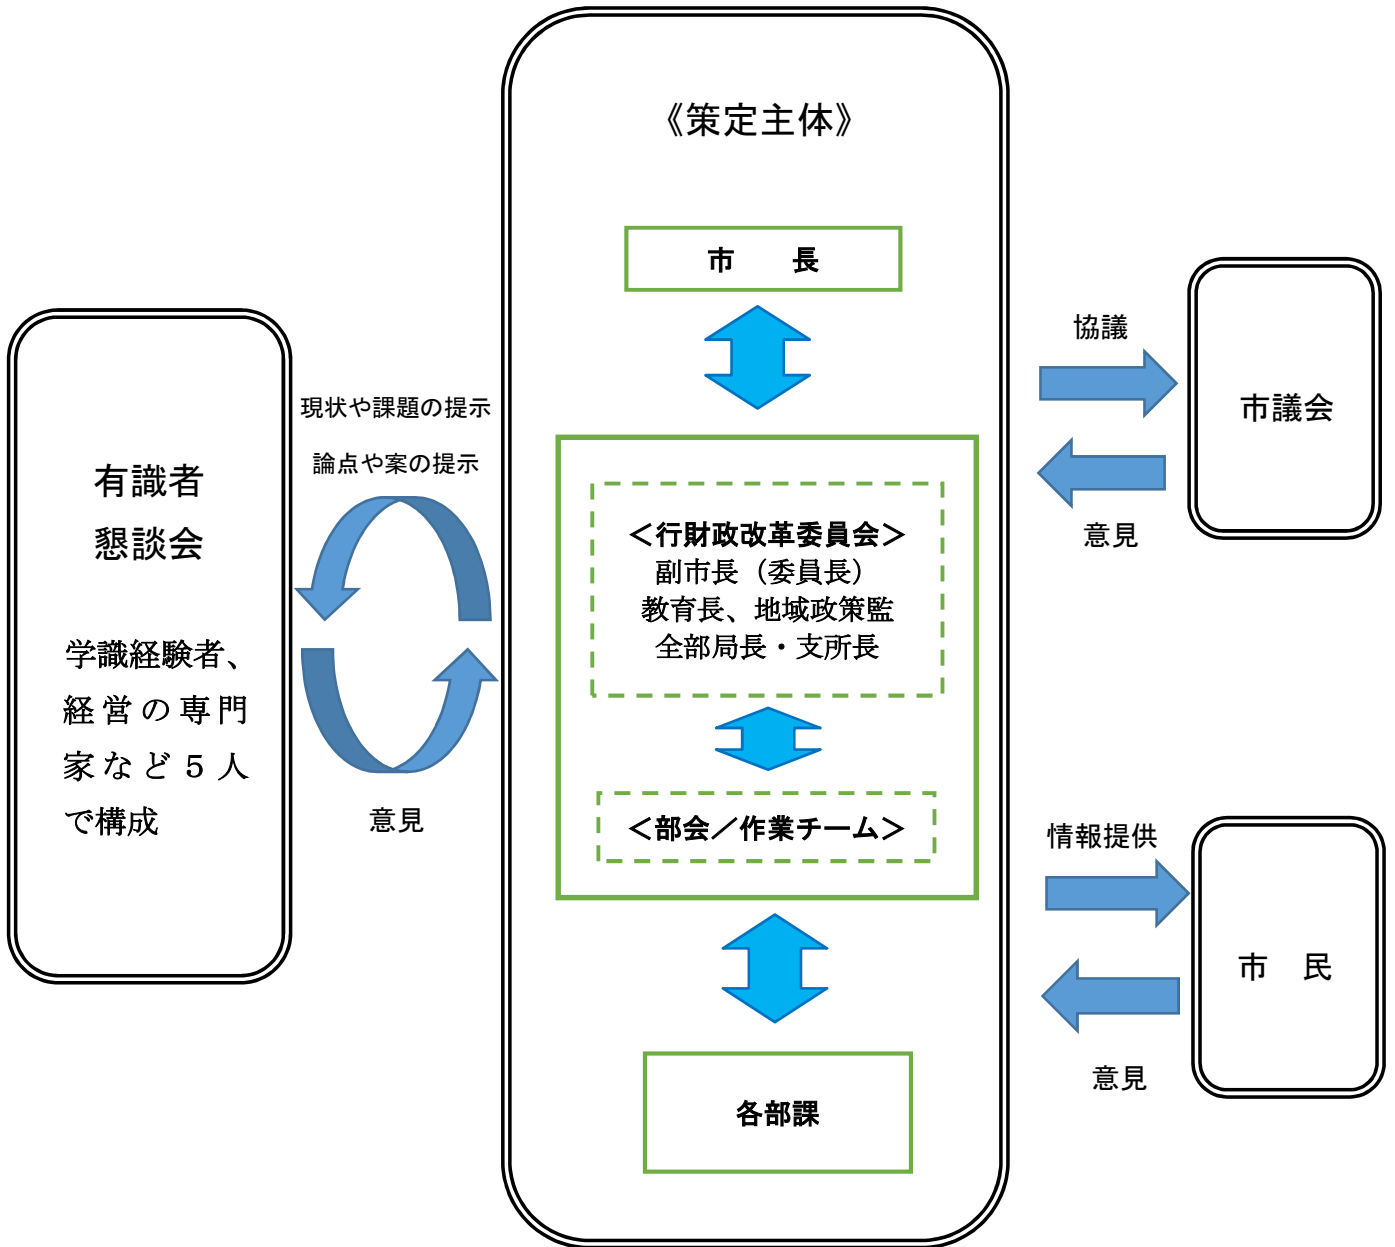 《策定主体》
市　　長
現状や課題の提示
論点や案の提示
有識者
懇談会
学識経験者、
経営の専門
家など５人
で構成
意見
＜行財政改革委員会＞
副市長（委員長）
教育長、地域政策監
全部局長・支所長
＜部会／作業チーム＞
各部課
協議
市議会
意見
情報提供
市　民
意見